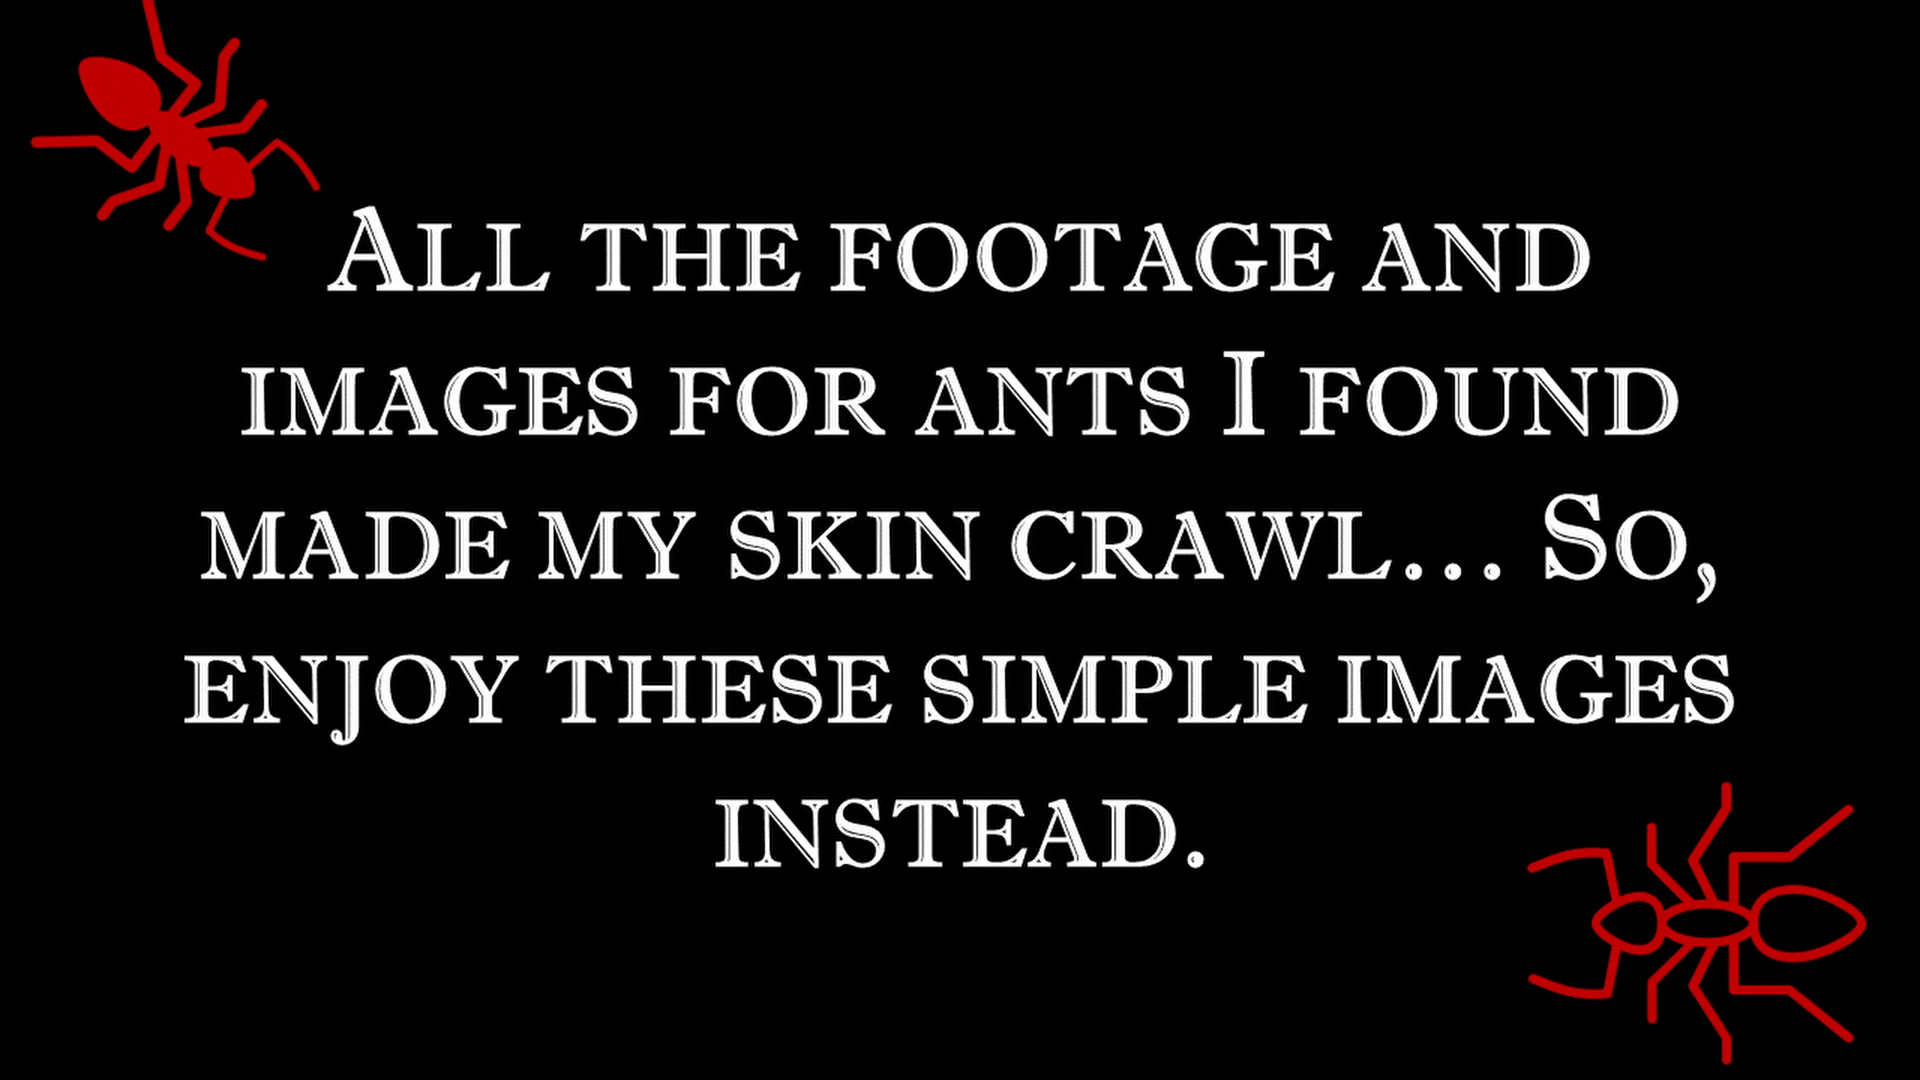 All the footage and
images for ants I found
made my skin crawl... So,
enjoy these simple images
instead.